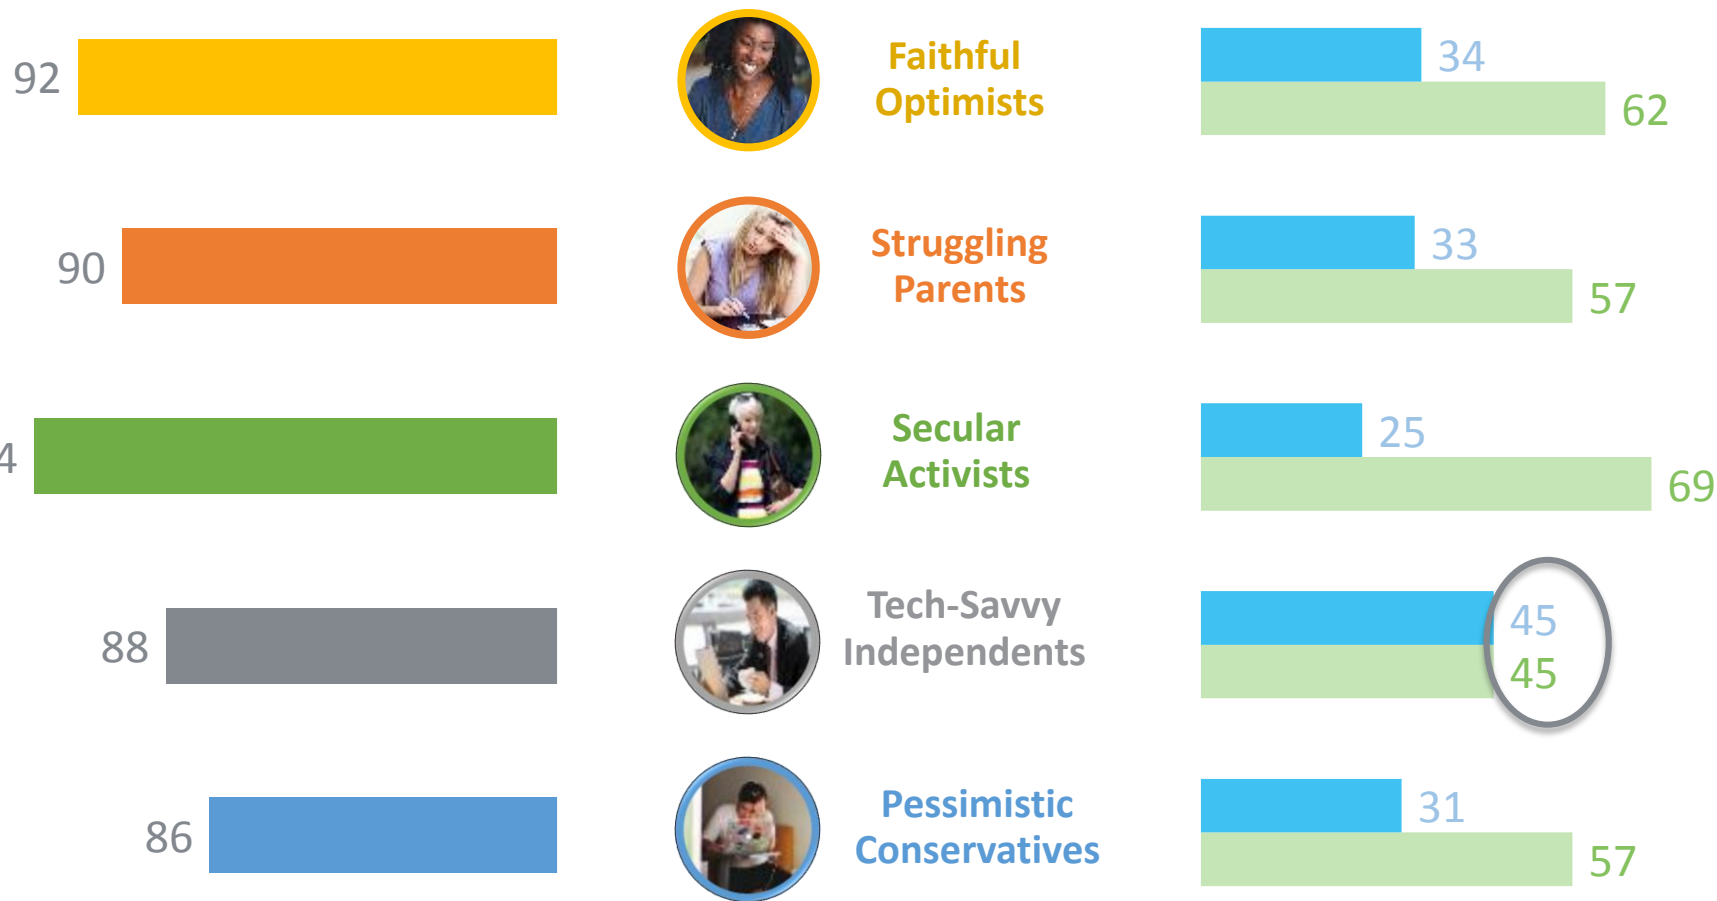 92
Faithful
Optimists
34
62
90
Struggling
Parents
33
57
4
Secular
Activists
25
69
88
Tech-Savvy
Independents
45
45
86
Pessimistic
Conservatives
31
57